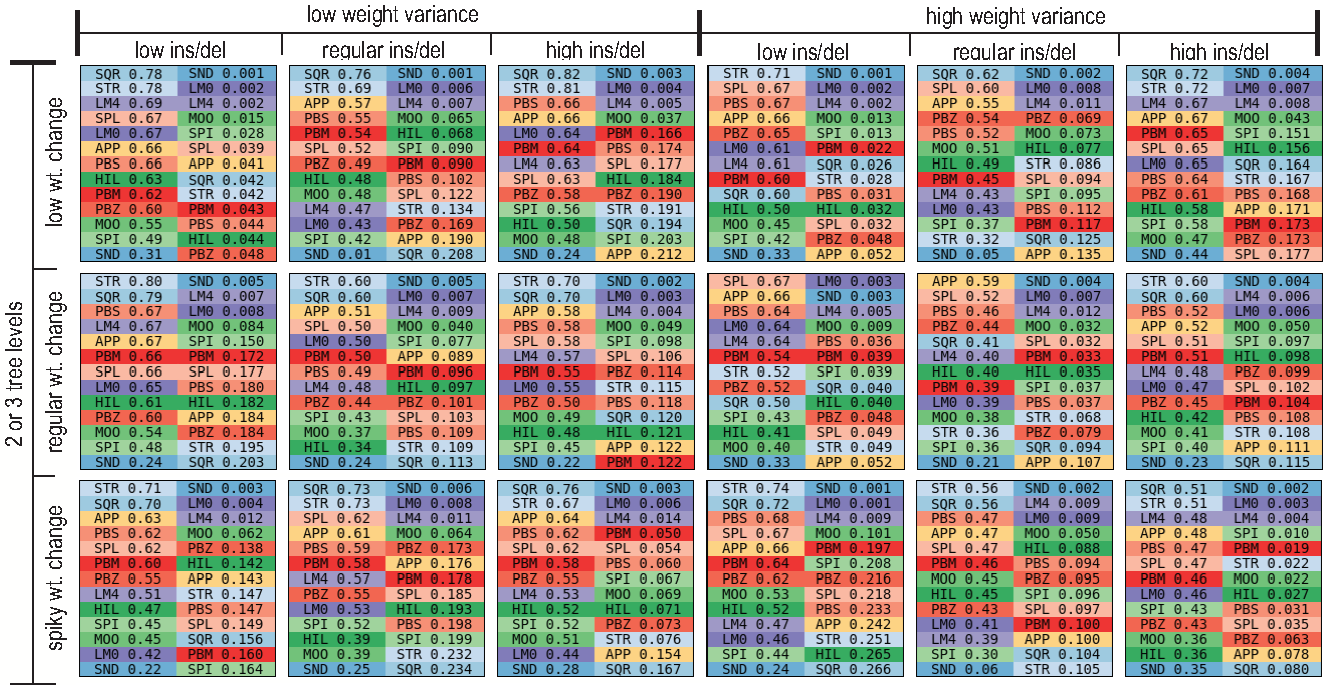 low weight variance high weight variance
low ins/del regular ins/del high ins/del low ins/del regular ins/del high ins/del
2 or 3 tree levels
low wt. change
SQR 0.78 SND 0.001 SQR 0.76 SND 0.001 SQR 0.82 SND 0.003 STR 0.71 SND 0.001 SQR 0.62 SND 0.002 SQR 0.72 SND 0.004
STR 0.78 LM0 0.002 STR 0.69 LM0 0.006 STR 0.81 LM0 0.004 SPL 0.67 LM0 0.002 SPL 0.60 LM0 0.008 STR 0.72 LM0 0.007
LM4 0.69 LM4 0.002 APP 0.57 LM4 0.007 PBS 0.66 LM4 0.005 PBS 0.67 LM4 0.002 APP 0.55 LM4 0.011 LM4 0.67 LM4 0.008
SPL 0.67 MOO 0.015 PBS 0.55 MOO 0.065 APP 0.66 MOO 0.037 APP 0.66 MOO 0.013 PBZ 0.54 PBZ 0.069 APP 0.67 MOO 0.043
LM0 0.67 SPI 0.028 PBM 0.54 HIL 0.068 LM0 0.64 PBM 0.166 PBZ 0.65 SPI 0.013 PBS 0.52 MOO 0.073 PBM 0.65 SPI 0.151
APP 0.66 SPL 0.039 SPL 0.52 SPI 0.090 PBM 0.64 PBS 0.174 LM0 0.61 PBM 0.022 MOO 0.51 HIL 0.077 SPL 0.65 HIL 0.156
PBS 0.66 APP 0.041 PBZ 0.49 PBM 0.090 LM4 0.63 SPL 0.177 LM4 0.61 SQR 0.026 HIL 0.49 STR 0.086 LM0 0.65 SQR 0.164
HIL 0.63 SQR 0.042 HIL 0.48 PBS 0.102 SPL 0.63 HIL 0.184 PBM 0.60 STR 0.028 PBM 0.45 SPL 0.094 PBS 0.64 STR 0.167
PBM 0.62 STR 0.042 MOO 0.48 SPL 0.122 PBZ 0.58 PBZ 0.190 SQR 0.60 PBS 0.031 LM4 0.43 SPI 0.095 PBZ 0.61 PBS 0.168
PBZ 0.60 PBM 0.043 LM4 0.47 STR 0.134 SPI 0.56 STR 0.191 HIL 0.50 HIL 0.032 LM0 0.43 PBS 0.112 HIL 0.58 APP 0.171
MOO 0.55 PBS 0.044 LM0 0.43 PBZ 0.169 HIL 0.50 SQR 0.194 MOO 0.45 SPL 0.032 SPI 0.37 PBM 0.117 SPI 0.58 PBM 0.173
SPI 0.49 HIL 0.044 SPI 0.42 APP 0.190 MOO 0.48 SPI 0.203 SPI 0.42 PBZ 0.048 STR 0.32 SQR 0.125 MOO 0.47 PBZ 0.173
SND 0.31 PBZ 0.048 SND 0.01 SQR 0.208 SND 0.24 APP 0.212 SND 0.33 APP 0.052 SND 0.05 APP 0.135 SND 0.44 SPL 0.177
regular wt. change
STR 0.80 SND 0.005 STR 0.60 SND 0.005 SND 0.70 SND 0.002 SPL 0.67 LM0 0.003 APP 0.59 SND 0.004 STR 0.60 SND 0.004
SQR 0.79 LM4 0.007 SQR 0.60 LM0 0.007 SQR 0.70 LM0 0.003 APP 0.66 SND 0.003 SPL 0.52 LM0 0.007 SQR 0.60 LM4 0.006
PBS 0.67 LM0 0.008 APP 0.51 LM4 0.009 APP 0.58 LM4 0.004 PBS 0.64 LM4 0.005 PBS 0.46 LM4 0.012 PBS 0.52 LM0 0.006
LM4 0.67 MOO 0.084 SPL 0.50 MOO 0.040 PBS 0.58 MOO 0.049 LM0 0.64 MOO 0.009 PBZ 0.44 MOO 0.032 APP 0.52 MOO 0.050
APP 0.67 SPI 0.150 LM0 0.50 SPI 0.077 SPL 0.58 SPI 0.098 LM4 0.64 PBS 0.036 SQR 0.41 SPL 0.032 SPL 0.51 SPI 0.097
PBM 0.66 PBM 0.172 PBM 0.50 APP 0.089 LM4 0.57 SPL 0.106 PBM 0.54 PBM 0.039 LM4 0.40 PBM 0.033 PBM 0.51 HIL 0.098
SPL 0.66 SPL 0.177 PBS 0.49 PBM 0.096 PBM 0.55 PBZ 0.114 STR 0.52 SPI 0.039 HIL 0.40 HIL 0.035 LM4 0.48 PBZ 0.099
LM0 0.65 PBS 0.180 LM4 0.48 HIL 0.097 LM0 0.55 STR 0.115 PBZ 0.52 SQR 0.040 PBM 0.39 SPI 0.037 LM0 0.47 SPL 0.102
HIL 0.61 HIL 0.182 PBZ 0.44 PBZ 0.101 PBZ 0.50 PBS 0.118 SQR 0.50 HIL 0.040 LM0 0.39 PBS 0.037 PBZ 0.45 PBM 0.104
PBZ 0.60 APP 0.184 SPI 0.43 SPL 0.103 MOO 0.49 SQR 0.120 SPI 0.43 PBZ 0.048 MOO 0.38 STR 0.068 HIL 0.42 PBS 0.108
MOO 0.54 PBZ 0.184 MOO 0.37 PBS 0.109 HIL 0.48 HIL 0.121 HIL 0.41 SPL 0.049 STR 0.36 PBZ 0.079 MOO 0.41 STR 0.108
SPI 0.54 STR 0.195 HIL 0.34 STR 0.109 SPI 0.45 APP 0.122 MOO 0.40 STR 0.049 SPI 0.36 SQR 0.094 SPI 0.40 APP 0.111
SND 0.24 SQR 0.203 SND 0.24 SQR 0.113 SND 0.22 PBM 0.122 SND 0.33 APP 0.052 SND 0.21 APP 0.107 SND 0.23 SQR 0.115
spiky wt. change
STR 0.71 SND 0.003 SQR 0.73 SND 0.006 SQR 0.76 SND 0.003 STR 0.74 SND 0.001 STR 0.56 SND 0.002 SQR 0.51 SND 0.002
SQR 0.70 LM0 0.004 STR 0.73 LM0 0.008 STR 0.67 LM0 0.006 SQR 0.72 LM0 0.001 SQR 0.56 LM4 0.009 STR 0.51 LM0 0.003
APP 0.63 LM4 0.012 SPL 0.62 LM4 0.011 APP 0.64 LM4 0.014 PBS 0.68 LM4 0.009 PBS 0.47 LM0 0.009 LM4 0.48 LM4 0.004
PBS 0.62 MOO 0.062 APP 0.61 MOO 0.064 PBS 0.62 PBM 0.050 SPL 0.67 MOO 0.101 APP 0.47 MOO 0.050 APP 0.48 SPI 0.010
SPL 0.62 PBZ 0.138 PBS 0.59 PBZ 0.173 SPL 0.62 SPL 0.054 APP 0.66 PBM 0.197 SPL 0.47 HIL 0.088 PBS 0.47 PBM 0.019
PBM 0.60 HIL 0.142 PBM 0.58 APP 0.176 PBM 0.58 PBS 0.060 PBM 0.64 SPI 0.208 PBM 0.46 PBS 0.094 SPL 0.47 STR 0.022
PBZ 0.55 APP 0.143 LM4 0.57 PBM 0.178 PBZ 0.55 SPI 0.067 PBZ 0.62 PBZ 0.216 MOO 0.45 PBZ 0.095 PBM 0.46 MOO 0.022
LM4 0.51 STR 0.147 PBZ 0.55 SPL 0.185 LM4 0.53 MOO 0.069 MOO 0.53 SPL 0.218 HIL 0.45 SPI 0.096 LM0 0.46 HIL 0.027
HIL 0.47 PBS 0.147 LM0 0.53 HIL 0.193 HIL 0.52 HIL 0.071 HIL 0.52 PBS 0.233 PBZ 0.43 SPL 0.097 SPI 0.43 PBS 0.031
SPI 0.45 SPL 0.149 SPI 0.52 PBS 0.198 SPI 0.52 PBZ 0.073 LM4 0.47 APP 0.242 LM0 0.41 PBM 0.100 PBZ 0.43 SPL 0.035
MOO 0.45 SQR 0.156 HIL 0.39 SPI 0.199 MOO 0.51 STR 0.076 LM0 0.46 STR 0.251 LM4 0.39 APP 0.100 MOO 0.36 PBZ 0.063
LM0 0.42 PBM 0.160 MOO 0.39 STR 0.232 LM0 0.44 APP 0.154 SPI 0.44 HIL 0.265 SPI 0.30 SQR 0.104 HIL 0.36 APP 0.078
SND 0.22 SPI 0.164 SND 0.25 SQR 0.234 SND 0.28 SQR 0.167 SND 0.24 SQR 0.266 SND 0.06 STR 0.105 SND 0.35 SQR 0.080